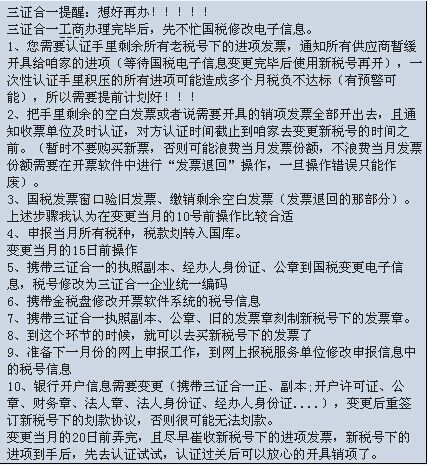 三证合一提醒：想好再办！！！！！
三证合一工商办理完毕后，先不忙国税修改电子信息。
1、您需要认证手里剩余所有老税号下的进项发票，通知所有供应商暂缓
开具给咱家的进项（等待国税电子信息变更完毕后使用新税号再开），一
次性认证手里积压的所有进项可能造成多个月税负不达标（有预警可
能），所以需要提前计划好！！！！
2、把手里剩余的空白发票或者说需要开具的销项发票全部开出去，且通
知收票单位及时认证，对方认证时间截止到咱家去变更新税号的时间之
前。（暂时不要购买新票，否则可能浪费当月发票份额，不浪费当月发票
份额需要在开票软件中进行“发票退回”操作，一旦操作错误只能作
废）。
3、国税发票窗口验旧发票、缴销剩余空白发票（发票退回的那部分）。
上述步骤我认为在变更当月的10号前操作比较合适
4、申报当月所有税种，税款划转入国库。
变更当月的15日前操作
5、携带三证合一的执照副本、经办人身份证、公章到国税变更电子信
息，税号修改为三证合一企业统一编码
6、携带金税盘修改开票软件系统的税号信息
7、携带三证合一执照副本、公章、旧的发票章刻制新税号下的发票章。
8、到这个环节的时候，就可以去买新税号下的发票了
9、准备下一月份的网上申报工作，到网上报税服务单位修改申报信息中
的税号信息
10、银行开户信息需要变更（携带三证合一正、副本;开户许可证、公
章、财务章、法人章、法人身份证、经办人身份证....），变更后重签
订新税号下的划款协议，否则很可能无法划款。
变更当月的20日前弄完，且尽早催收新税号下的进项发票，新税号下的
进项到手后，先去认证试试，认证过关后可以放心的开具销项了。